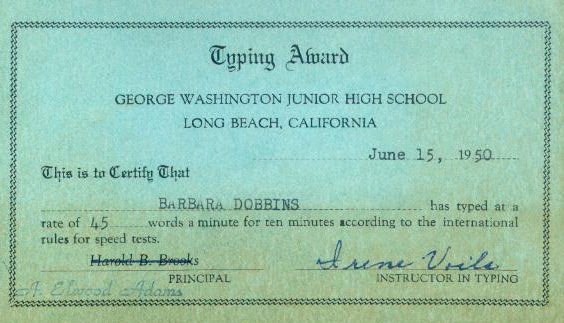 Typing Award
GEORGE WASHINGTON JUNIOR HIGH SCHOOL
LONG BEACH, CALIFORNIA
June 15, 1950
This is to Certify That
BARBARA DOBBINS has typed at a
rate of 45 words a minute for ten minutes according to the international
rules for speed tests.
Harold B. Brooks Irene Voils
PRINCIPAL INSTRUCTOR IN TYPING
A. Elwood Adams